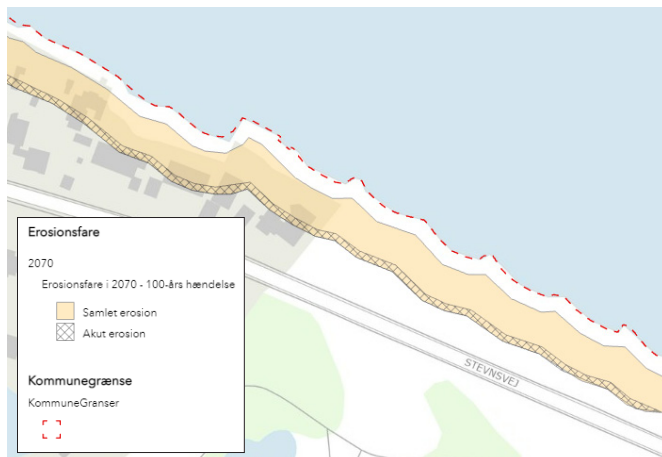 Erosionsfare
2070
Erosionsfare i 2070 - 100-års hændelse
Samlet erosion
Akut erosion
Kommunegrænse
KommuneGranser
STEVNSVEJ